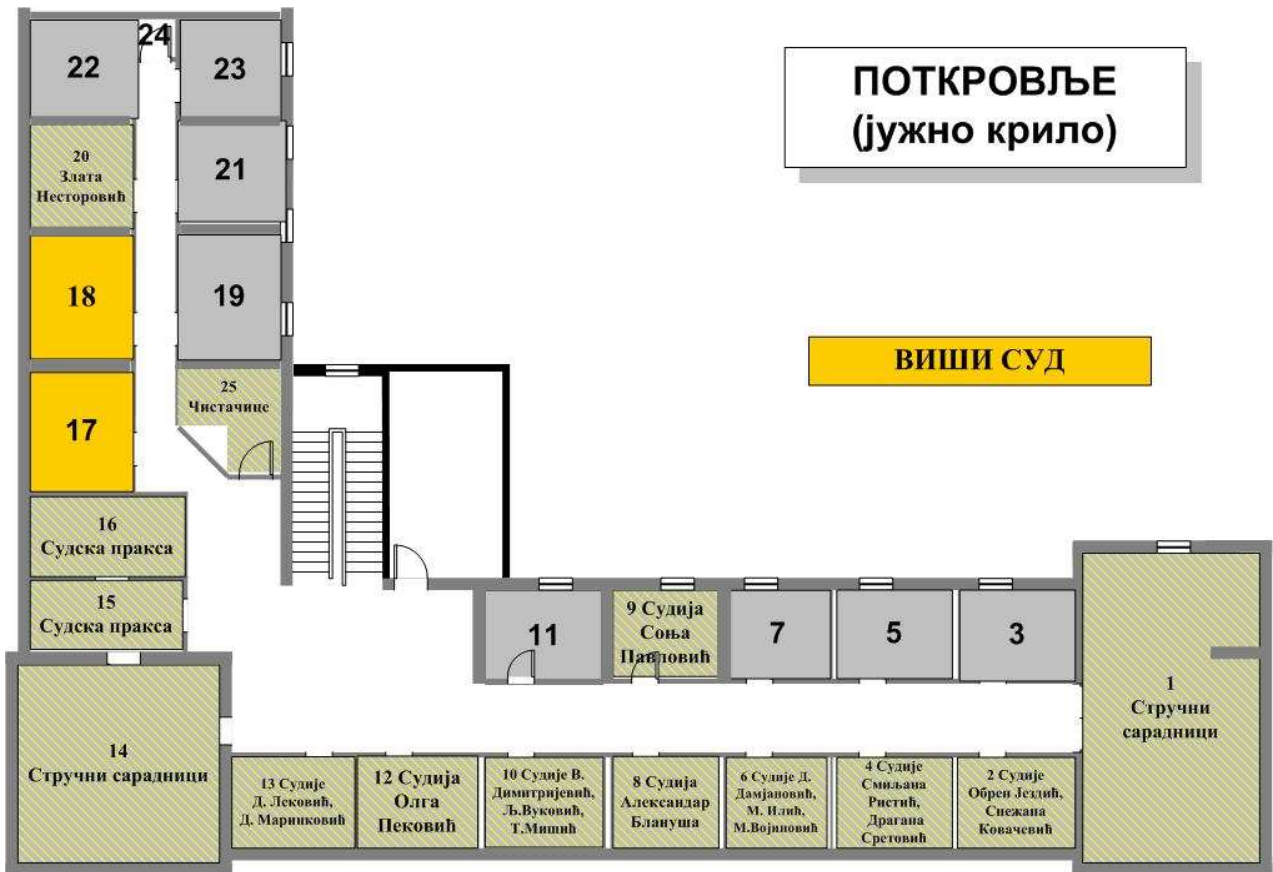 ПОТКРОВЉЕ
(јужно крило)
ВИШИ СУД
24
22
23
20
Злата
Несторовић
21
18
19
25
Чистачице
17
16
Судска пракса
15
Судска пракса
14
Стручни сарадници
11
9 Судија
Соња
Павловић
7
5
3
1
Стручни
сарадници
13 Судије
Д. Лековић,
Д. Маринковић
12 Судија
Олга
Пековић
10 Судије В.
Димитријевић,
Љ.Вуковић,
Т.Мишић
8 Судија
Александар
Блануша
6 Судије Д.
Дамјановић,
М. Илић,
М.Војиновић
4 Судије
Смиљана
Ристић,
Драгана
Сретовић
2 Судије
Обрен Јездић,
Снежана
Ковачевић